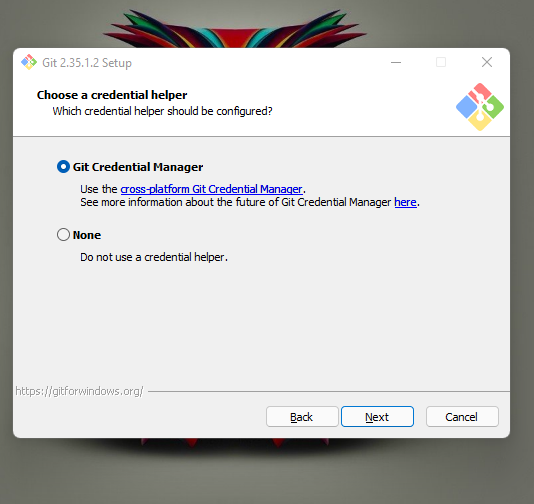 Git 2.35.1.2 Setup
Choose a credential helper
Which credential helper should be configured?
Git Credential Manager
Use the cross-platform Git Credential Manager.
See more information about the future of Git Credential Manager here.
None
Do not use a credential helper.
https://gitforwindows.org/
Back Next Cancel